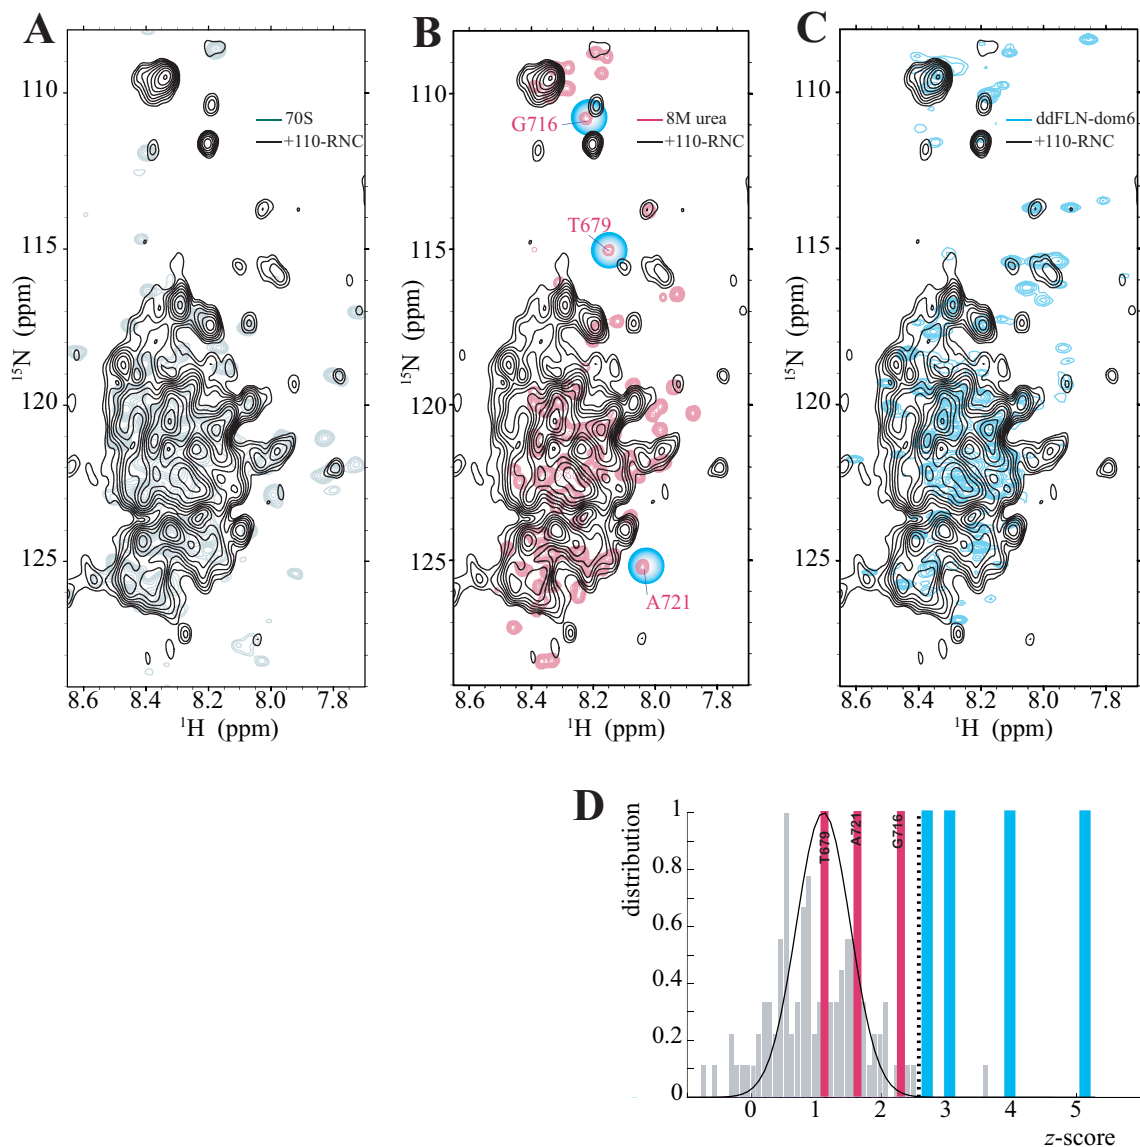 A
B
C
70S
+110-RNC
8M urea
+110-RNC
ddFLN-dom6
+110-RNC
G716
T679
A721
110
115
120
125
¹⁵N (ppm)
8.6 8.4 8.2 8.0 7.8
¹H (ppm)
110
115
120
125
¹⁵N (ppm)
8.6 8.4 8.2 8.0 7.8
¹H (ppm)
110
115
120
125
¹⁵N (ppm)
8.6 8.4 8.2 8.0 7.8
¹H (ppm)
D
distribution
1
0.8
0.6
0.4
0.2
0
T679
A721
G716
0 1 2 3 4 5
z-score